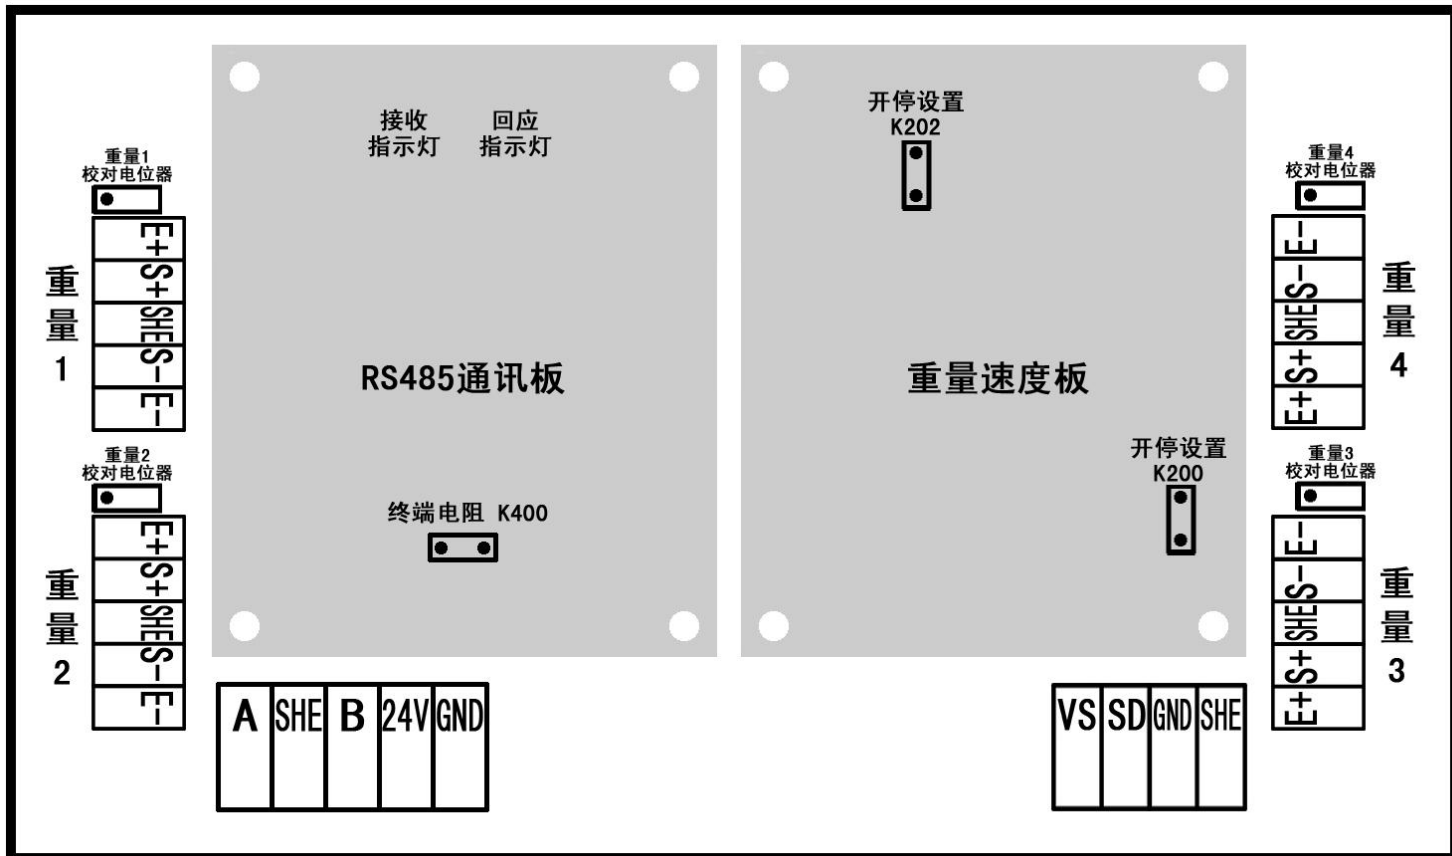 接收
指示灯
回应
指示灯
开停设置
K202
重量1
校对电位器
E+
S+
SHE
S-
E-
重
量
1
重量2
校对电位器
E+
S+
SHE
S-
E-
重
量
2
RS485通讯板
终端电阻 K400
A SHE B 24V GND
重量速度板
开停设置
K200
VS SD GND SHE
重量4
校对电位器
E-
S-
SHE
S+
E+
重
量
4
重量3
校对电位器
E-
S-
SHE
S+
E+
重
量
3